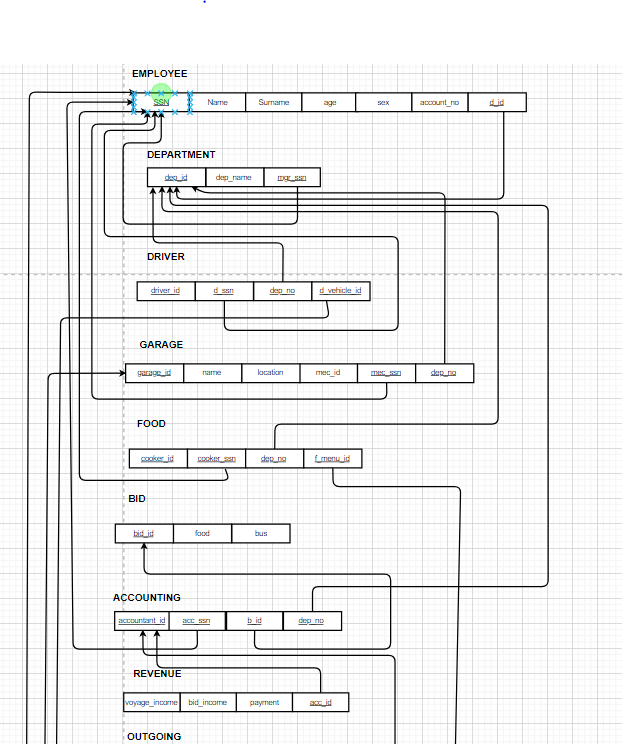 EMPLOYEE
SSN Name Surname age sex account_no d_id
DEPARTMENT
dep_id dep_name mgr_ssn
DRIVER
driver_id d_ssn dep_no d_vehicle_id
GARAGE
garage_id name location mec_id mec_ssn dep_no
FOOD
cooker_id cooker_ssn dep_no f_menu_id
BID
bid_id food bus
ACCOUNTING
accountant_id acc_ssn b_id dep_no
REVENUE
voyage_income bid_income payment acc_id
OUTGOING